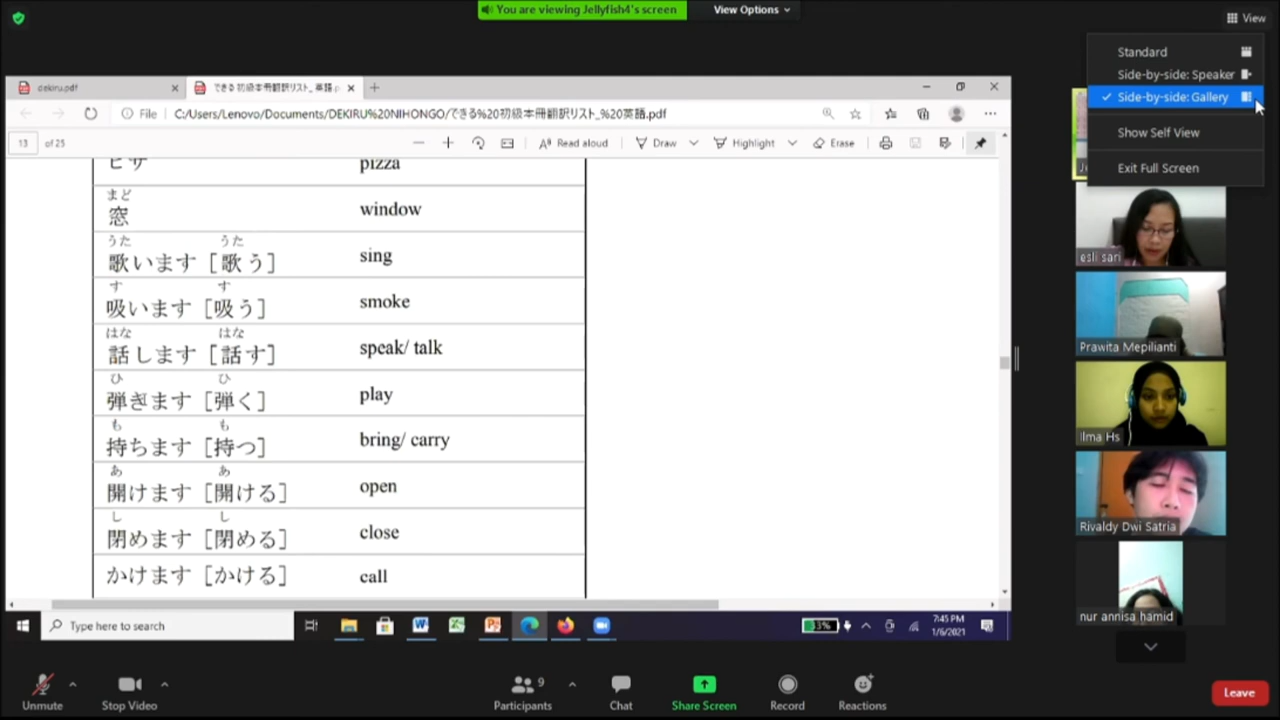 You are viewing Jellyfish4's screen
View Options
View
Standard
Side-by-side: Speaker
Side-by-side: Gallery
Show Self View
Exit Full Screen
dekiru.pdf
できる 初級本冊翻訳リスト_ 英語.p
File
C:/Users/Lenovo/Documents/DEKIRU%20NIHONGO/できる%20初級本冊翻訳リスト_%20英語.pdf
13 of 25
Read aloud
Draw
Highlight
Erase
ピザ pizza
まど
窓 window
うた うた
歌います [歌う] sing
す す
吸います [吸う] smoke
はな はな
話します [話す] speak/ talk
ひ ひ
弾ぎます [弾く] play
も も
持ちます [持つ] bring/ carry
あ あ
開けます [開ける] open
し し
閉めます [閉める] close
かけます [かける] call
esli sari
Prawita Mepilianti
Ilma Hs
Rivaldy Dwi Satria
nur annisa hamid
Type here to search
7:45 PM
1/6/2021
Unmute
Stop Video
Participants
9
Chat
Share Screen
Record
Reactions
Leave